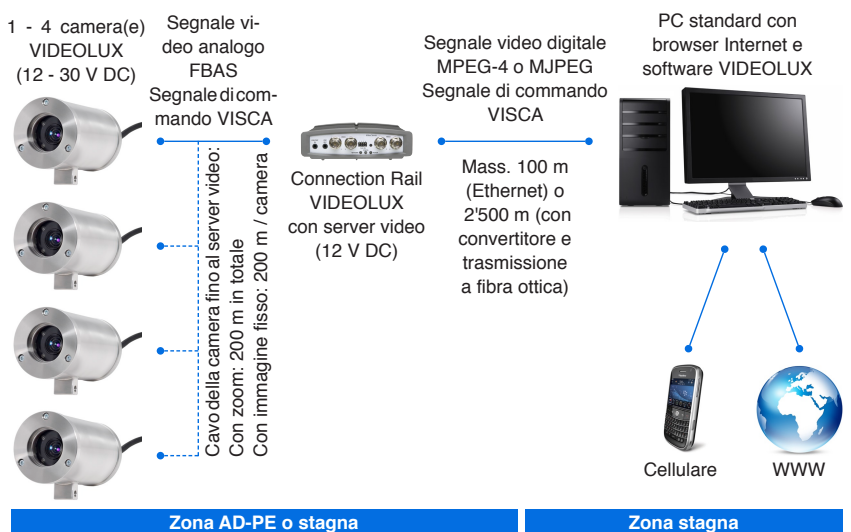 1 - 4 camera(e)
VIDEOLUX
(12 - 30 V DC)
Segnale vi-
deo analogo
FBAS
Segnale di com-
mando VISCA
Cavo della camera fino al server video:
Con zoom: 200 m in totale
Con immagine fisso: 200 m / camera
Connection Rail
VIDEOLUX
con server video
(12 V DC)
Segnale video digitale
MPEG-4 o MJPEG
Segnale di commando
VISCA
Mass. 100 m
(Ethernet) o
2'500 m (con
convertitore e
trasmissione
a fibra ottica)
PC standard con
browser Internet e
software VIDEOLUX
Cellulare
WWW
Zona AD-PE o stagna
Zona stagna